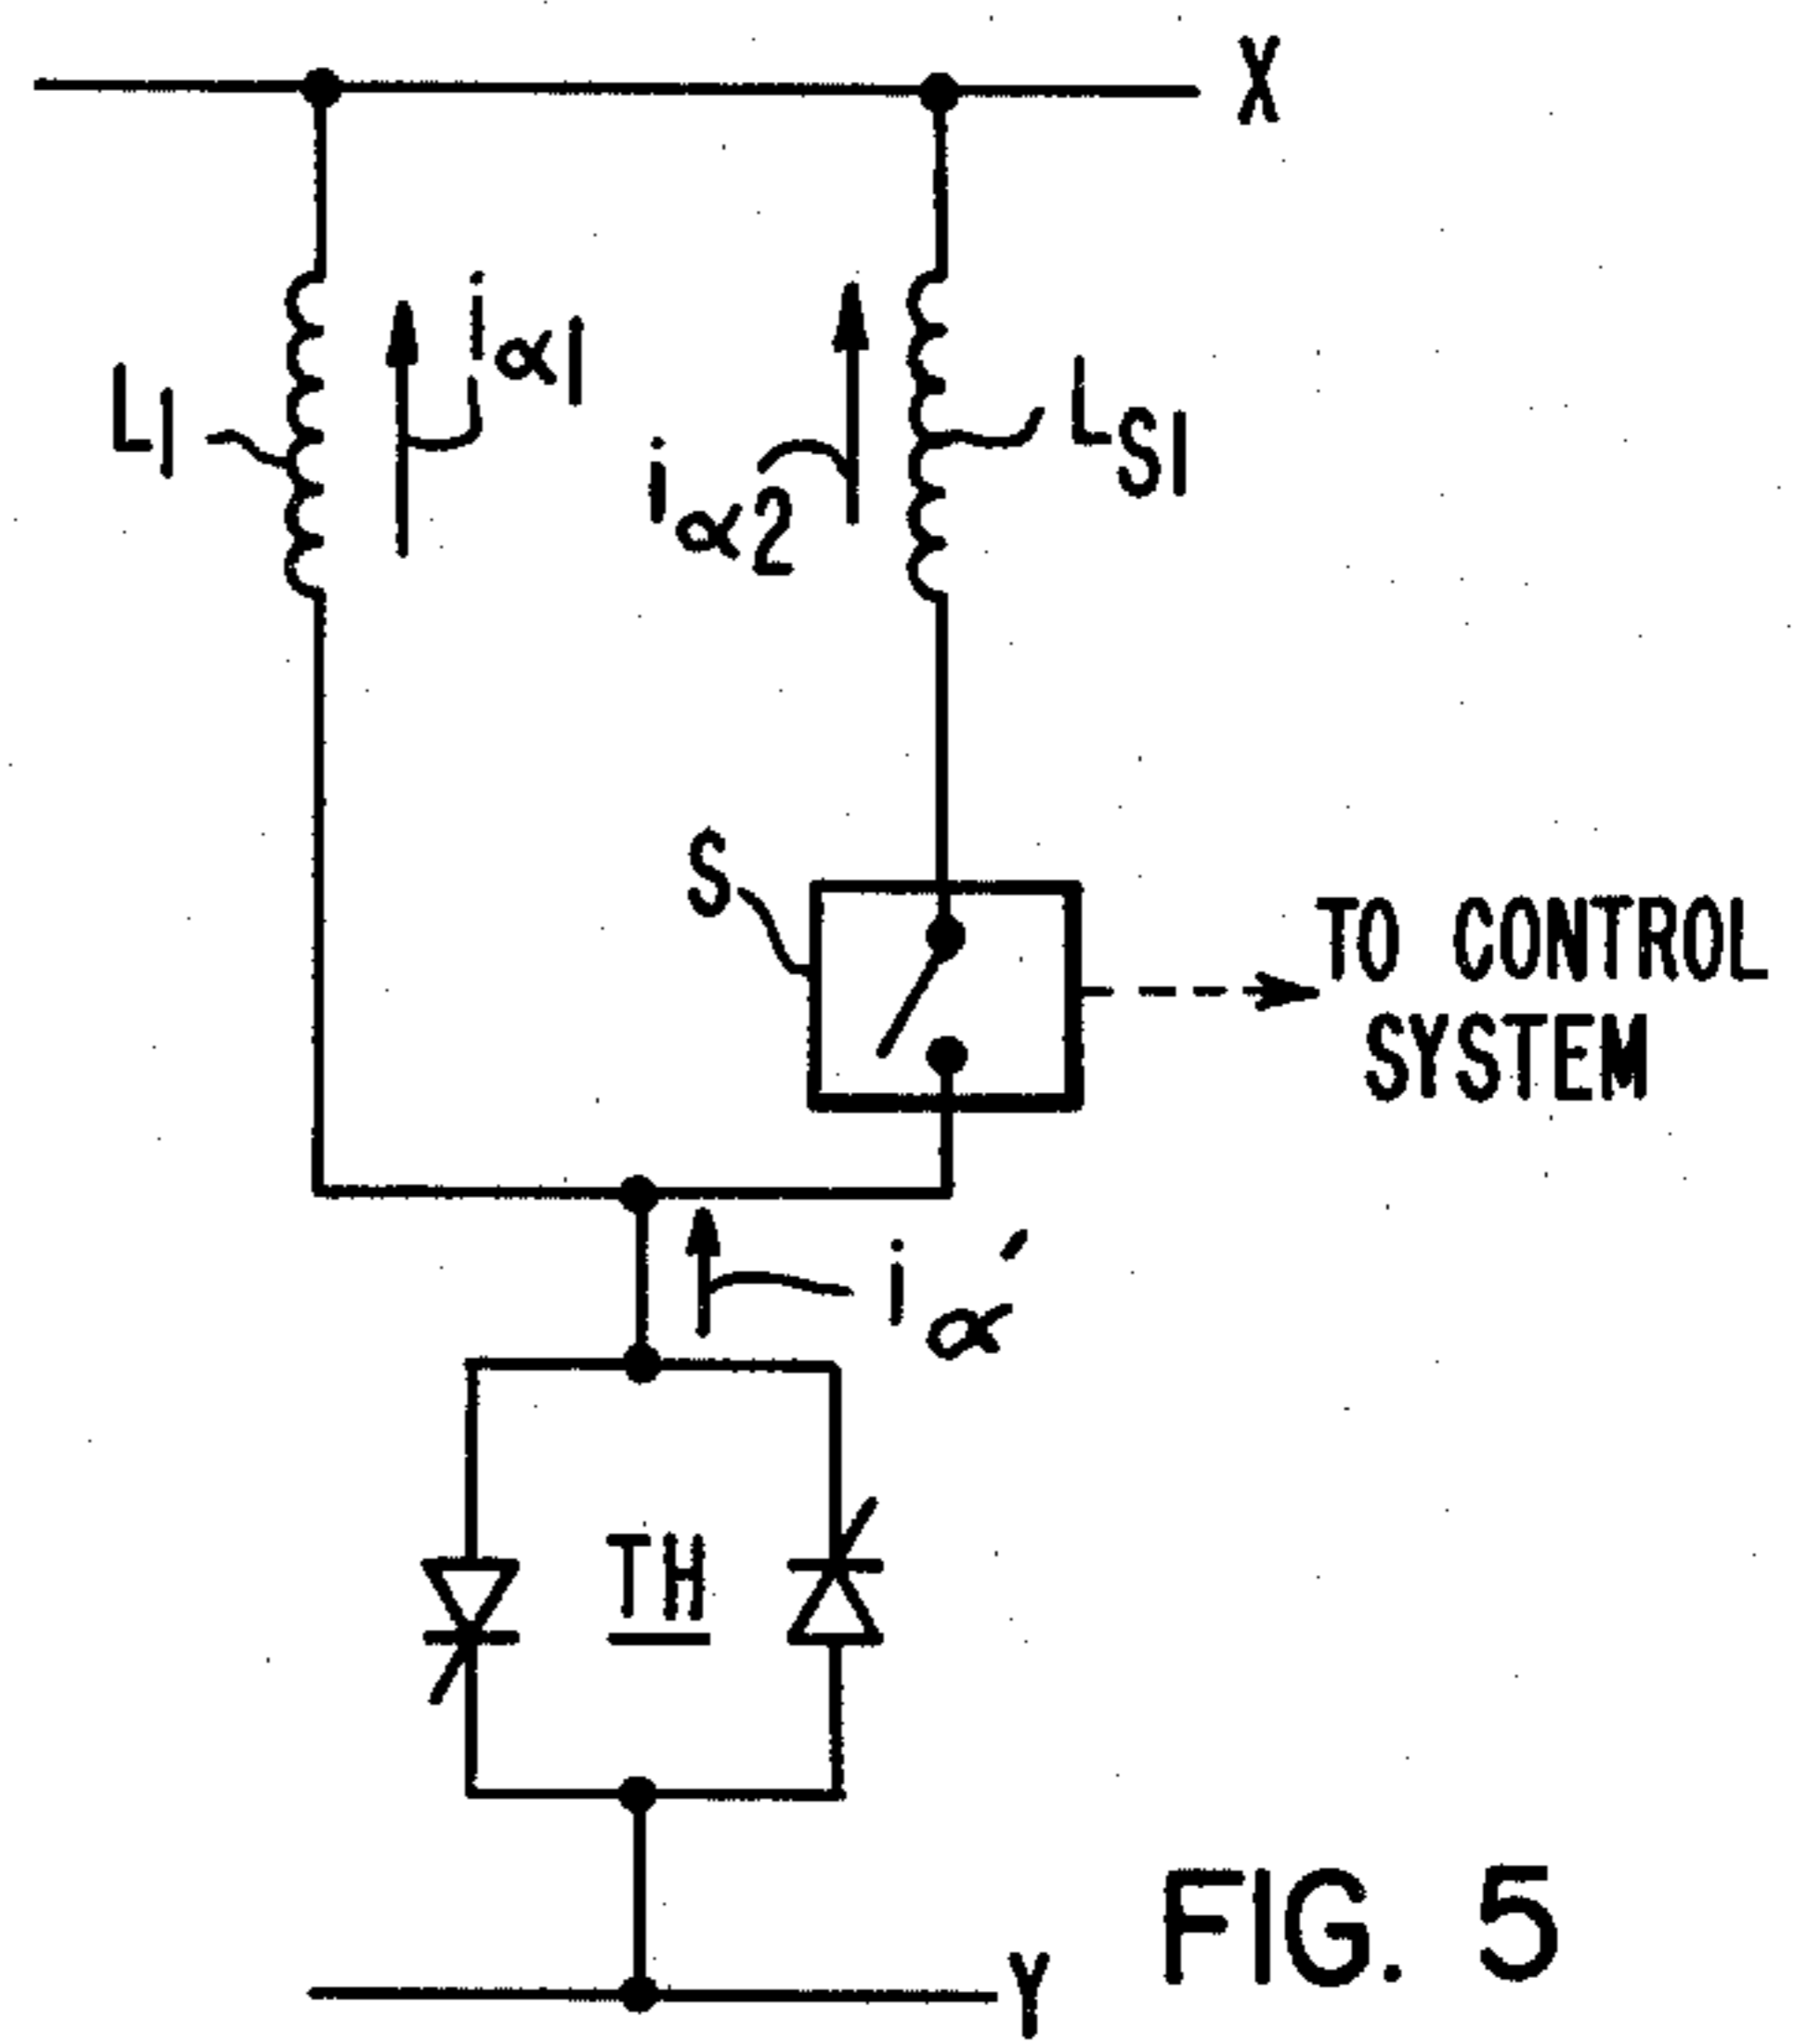 X
L1
iα1
iα2
LS1
S
TO CONTROL
SYSTEM
iα′
TH
Y
FIG. 5